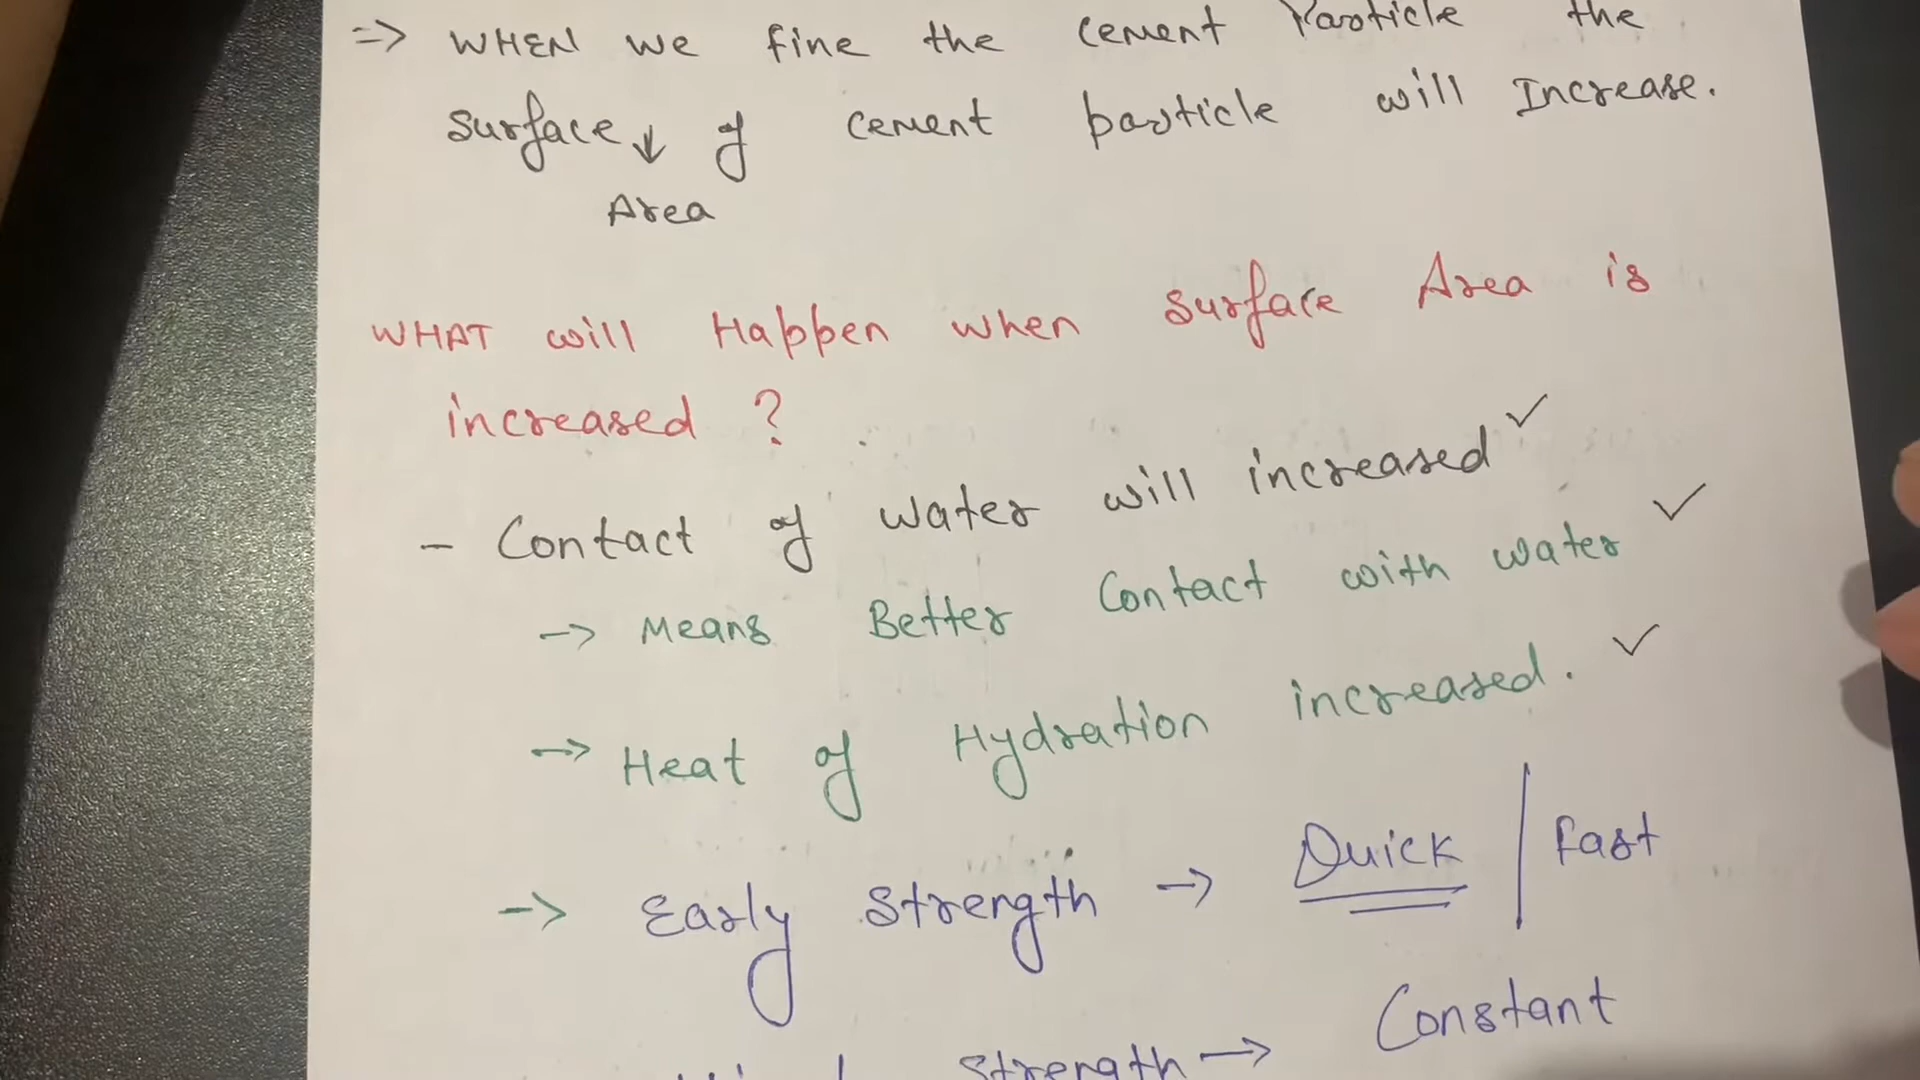 => WHEN we fine the cement Particle the
surface ↓ of cement particle will Increase.
Area
WHAT will Happen when surface Area is
increased ?
- Contact of water will increased ✓
-> Means Better Contact with water ✓
-> Heat of Hydration increased. ✓
-> Early strength -> Quick | Fast
strength -> Constant